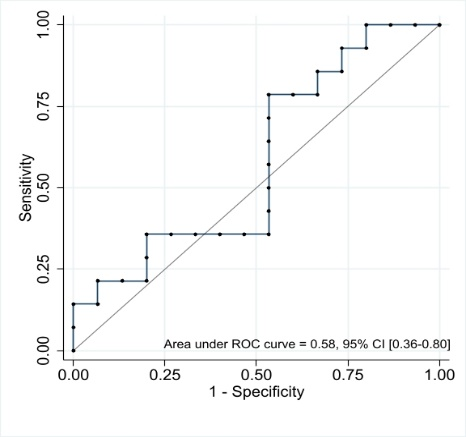 1.00
0.75
Sensitivity
0.50
0.25
0.00
Area under ROC curve = 0.58, 95% CI [0.36-0.80]
0.00 0.25 0.50 0.75 1.00
1 - Specificity